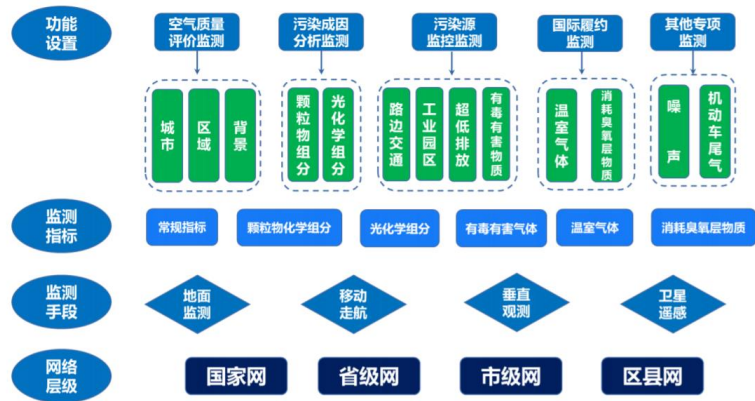 功能
设置
空气质量
评价监测
污染成因
分析监测
污染源
监控监测
国际履约
监测
其他专项
监测
城市
区域
背景
颗粒物组分
光化学组分
路边交通
工业园区
超低排放
有毒有害物质
温室气体
消耗臭氧层物质
噪声
机动车尾气
监测
指标
常规指标
颗粒物化学组分
光化学组分
有毒有害气体
温室气体
消耗臭氧层物质
监测
手段
地面
监测
移动
走航
垂直
观测
卫星
遥感
网络
层级
国家网
省级网
市级网
区县网